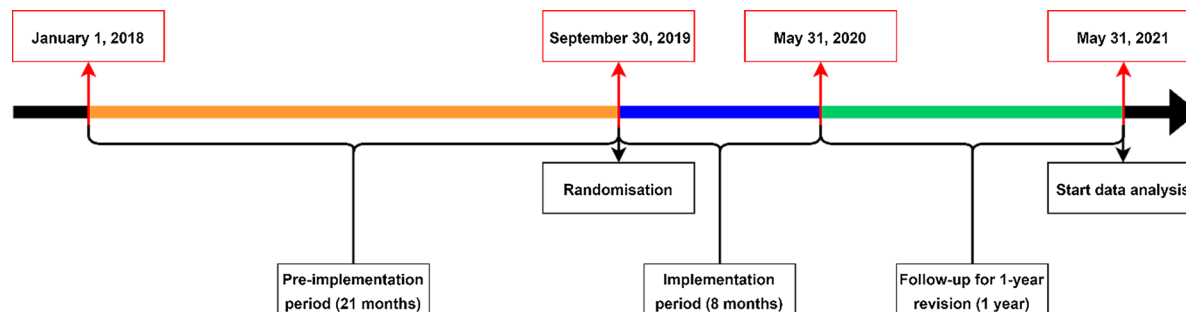 January 1, 2018
September 30, 2019
May 31, 2020
May 31, 2021
Randomisation
Start data analysis
Pre-implementation
period (21 months)
Implementation
period (8 months)
Follow-up for 1-year
revision (1 year)